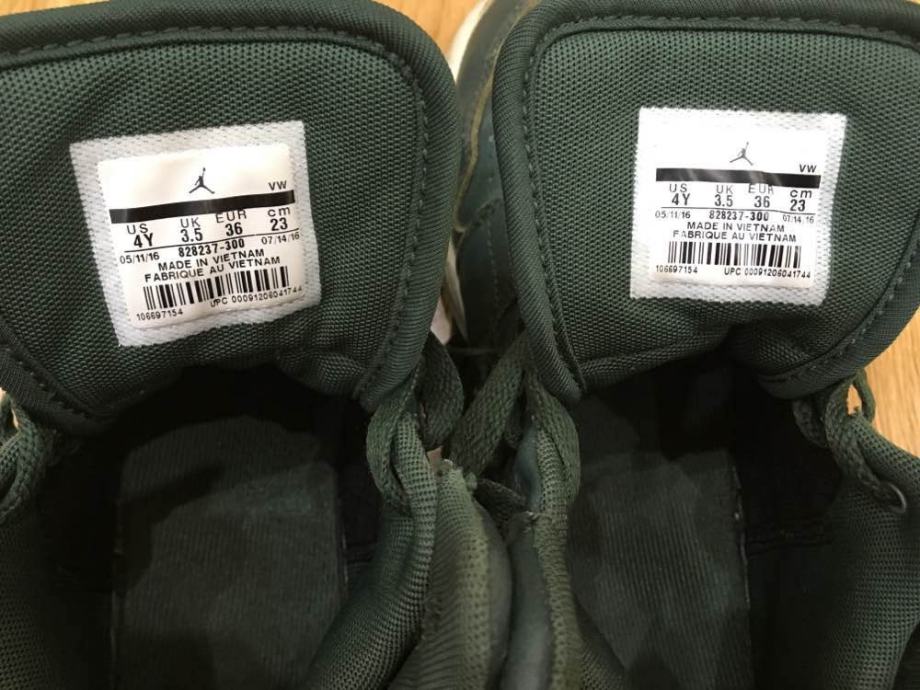 VW
US UK EUR cm
4Y 3.5 36 23
05/11/16 828237-300 07/14/16
MADE IN VIETNAM
FABRIQUE AU VIETNAM
106697154 UPC 00091206041744
VW
US UK EUR cm
4Y 3.5 36 23
05/11/16 828237-300 07/14/16
MADE IN VIETNAM
FABRIQUE AU VIETNAM
106697154 UPC 00091206041744